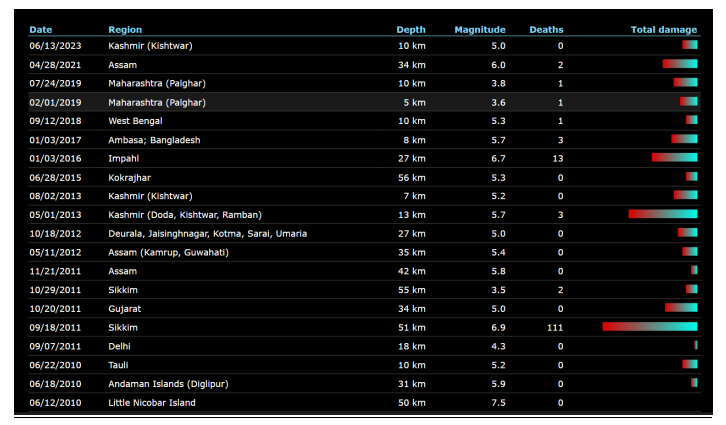 Date Region Depth Magnitude Deaths Total damage
06/13/2023 Kashmir (Kishtwar) 10 km 5.0 0
04/28/2021 Assam 34 km 6.0 2
07/24/2019 Maharashtra (Palghar) 10 km 3.8 1
02/01/2019 Maharashtra (Palghar) 5 km 3.6 1
09/12/2018 West Bengal 10 km 5.3 1
01/03/2017 Ambasa; Bangladesh 8 km 5.7 3
01/03/2016 Impahl 27 km 6.7 13
06/28/2015 Kokrajhar 56 km 5.3 0
08/02/2013 Kashmir (Kishtwar) 7 km 5.2 0
05/01/2013 Kashmir (Doda, Kishtwar, Ramban) 13 km 5.7 3
10/18/2012 Deurala, Jaisinghnagar, Kotma, Sarai, Umaria 27 km 5.0 0
05/11/2012 Assam (Kamrup, Guwahati) 35 km 5.4 0
11/21/2011 Assam 42 km 5.8 0
10/29/2011 Sikkim 55 km 3.5 2
10/20/2011 Gujarat 34 km 5.0 0
09/18/2011 Sikkim 51 km 6.9 111
09/07/2011 Delhi 18 km 4.3 0
06/22/2010 Tauli 10 km 5.2 0
06/18/2010 Andaman Islands (Diglipur) 31 km 5.9 0
06/12/2010 Little Nicobar Island 50 km 7.5 0